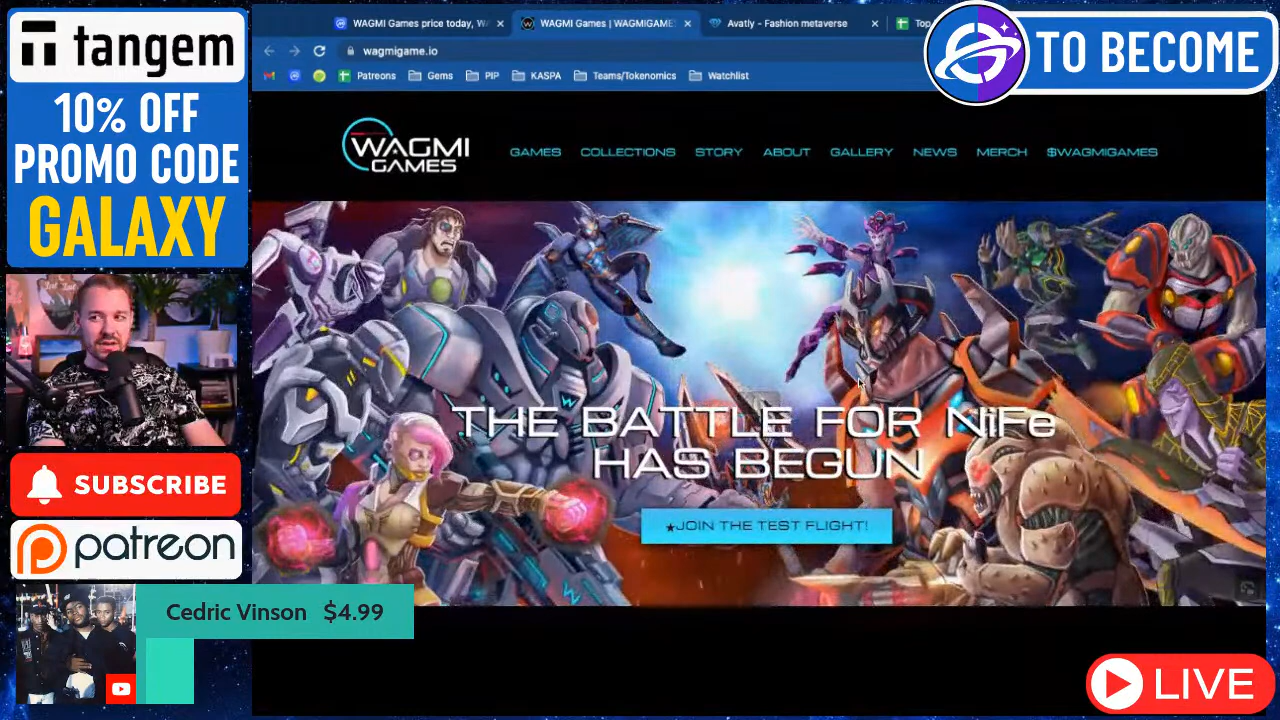 tangem
10% OFF
PROMO CODE
GALAXY
SUBSCRIBE
patreon
Cedric Vinson $4.99
WAGMI Games price today, W
WAGMI Games | WAGMIGAME
Avatly - Fashion metaverse
Top
wagmigame.io
Patreons Gems PIP KASPA Teams/Tokenomics Watchlist
TO BECOME
WAGMI
GAMES
GAMES COLLECTIONS STORY ABOUT GALLERY NEWS MERCH $WAGMIGAMES
THE BATTLE FOR NiFe
HAS BEGUN
★JOIN THE TEST FLIGHT!
LIVE